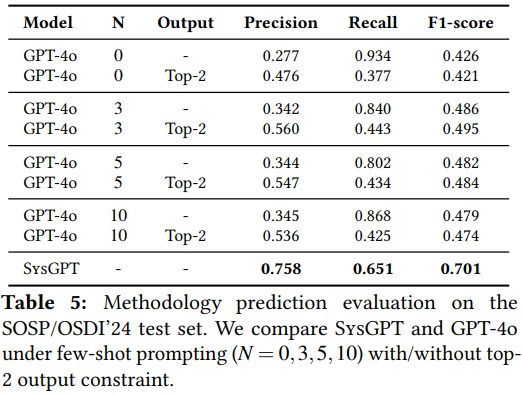 Model N Output Precision Recall F1-score
GPT-4o 0 - 0.277 0.934 0.426
GPT-4o 0 Top-2 0.476 0.377 0.421
GPT-4o 3 - 0.342 0.840 0.486
GPT-4o 3 Top-2 0.560 0.443 0.495
GPT-4o 5 - 0.344 0.802 0.482
GPT-4o 5 Top-2 0.547 0.434 0.484
GPT-4o 10 - 0.345 0.868 0.479
GPT-4o 10 Top-2 0.536 0.425 0.474
SysGPT - - 0.758 0.651 0.701
Table 5: Methodology prediction evaluation on the
SOSP/OSDI'24 test set. We compare SysGPT and GPT-4o
under few-shot prompting (N = 0,3,5,10) with/without top-
2 output constraint.